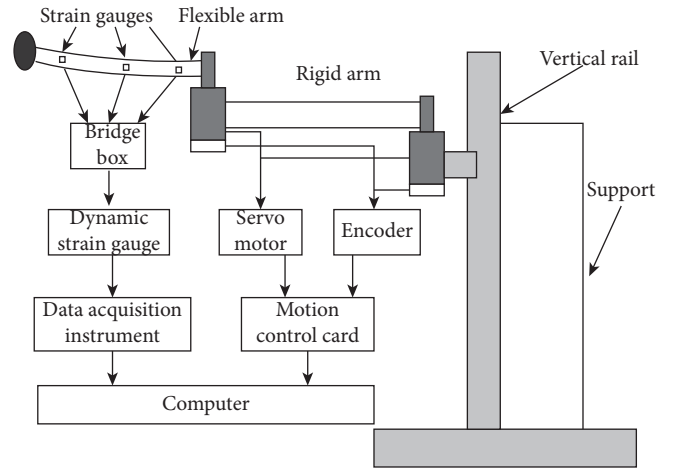 Strain gauges
Flexible arm
Rigid arm
Vertical rail
Bridge
box
Support
Dynamic
strain gauge
Servo
motor
Encoder
Data acquisition
instrument
Motion
control card
Computer